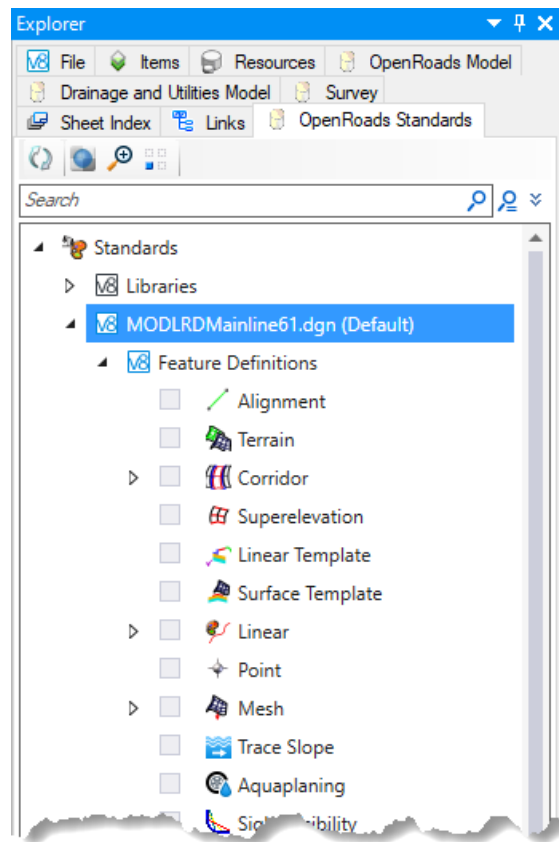 Explorer
File Items Resources OpenRoads Model
Drainage and Utilities Model Survey
Sheet Index Links OpenRoads Standards
Search
Standards
Libraries
MODLRDMainline61.dgn (Default)
Feature Definitions
Alignment
Terrain
Corridor
Superelevation
Linear Template
Surface Template
Linear
Point
Mesh
Trace Slope
Aquaplaning